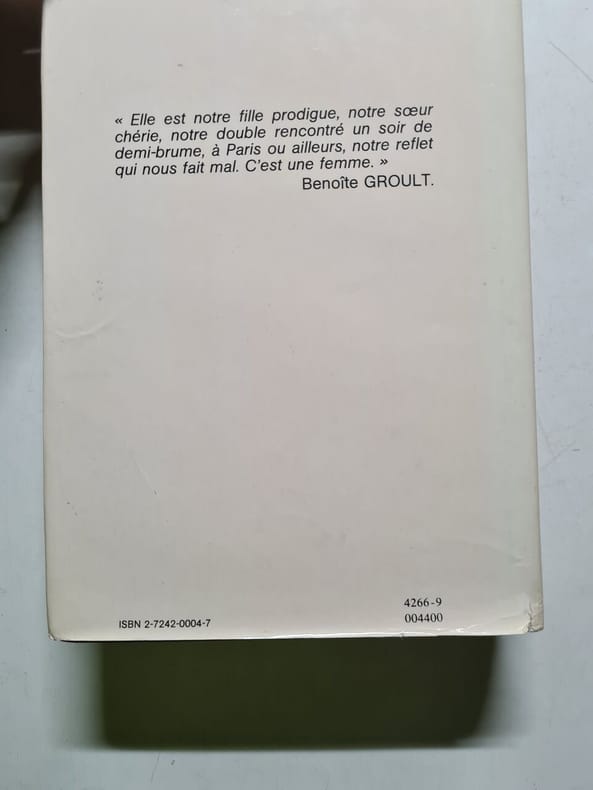 « Elle est notre fille prodigue, notre sœur
chérie, notre double rencontré un soir de
demi-brume, à Paris ou ailleurs, notre reflet
qui nous fait mal. C'est une femme. »
Benoîte GROULT.
4266-9
ISBN 2-7242-0004-7
004400